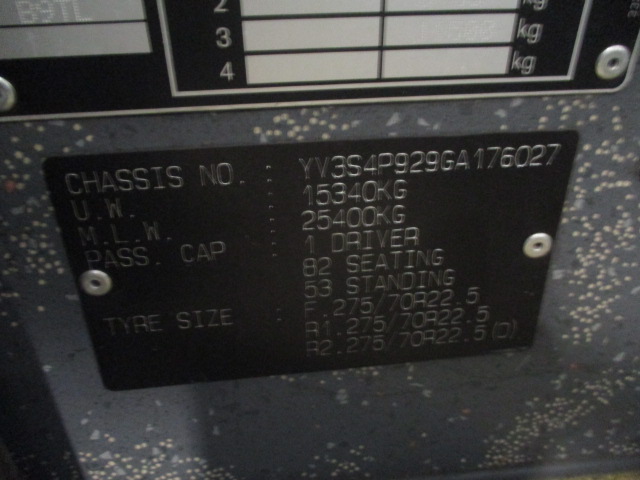 B9TL
2 kg
3 kg
4 kg
CHASSIS NO. : YV3S4P929GA176027
U.W. : 15340KG
M.L.W. : 25400KG
PASS. CAP : 1 DRIVER
82 SEATING
53 STANDING
TYRE SIZE : F.275/70R22.5
R1.275/70R22.5
R2.275/70R22.5(D)